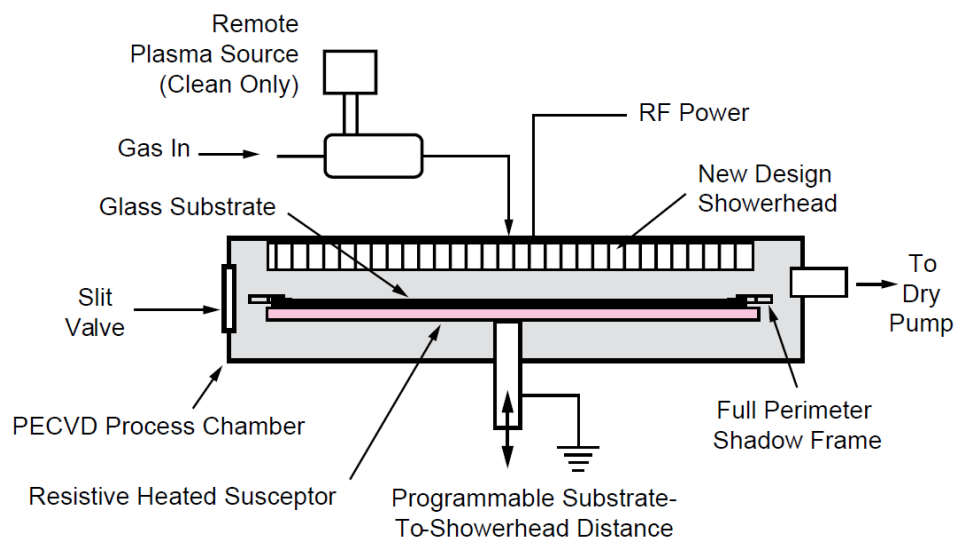 Remote
Plasma Source
(Clean Only)
RF Power
Gas In
New Design
Showerhead
Glass Substrate
To
Dry
Pump
Slit
Valve
PECVD Process Chamber
Full Perimeter
Shadow Frame
Resistive Heated Susceptor
Programmable Substrate-
To-Showerhead Distance